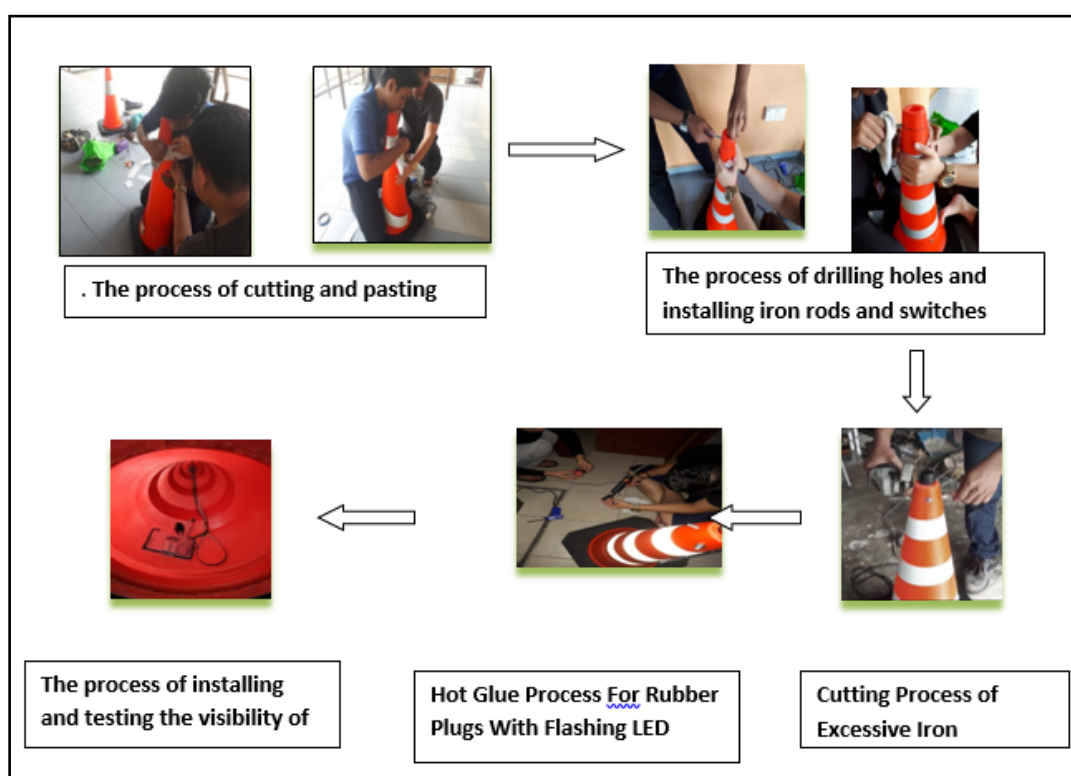 . The process of cutting and pasting
The process of drilling holes and
installing iron rods and switches
The process of installing
and testing the visibility of
Hot Glue Process For Rubber
Plugs With Flashing LED
Cutting Process of
Excessive Iron